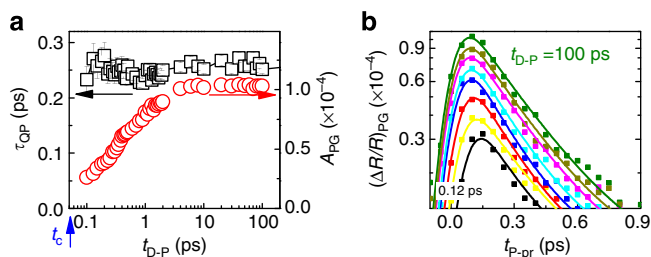 a
0.3
0.2
0.1
0.0
τQP (ps)
1.0
0.5
0.0
APG (×10⁻⁴)
0.1 1 10 100
tc
tD-P (ps)
b
0.9
0.6
0.3
(ΔR/R)PG (×10⁻⁴)
tD-P = 100 ps
0.12 ps
0.0 0.3 0.6 0.9
tP-pr (ps)